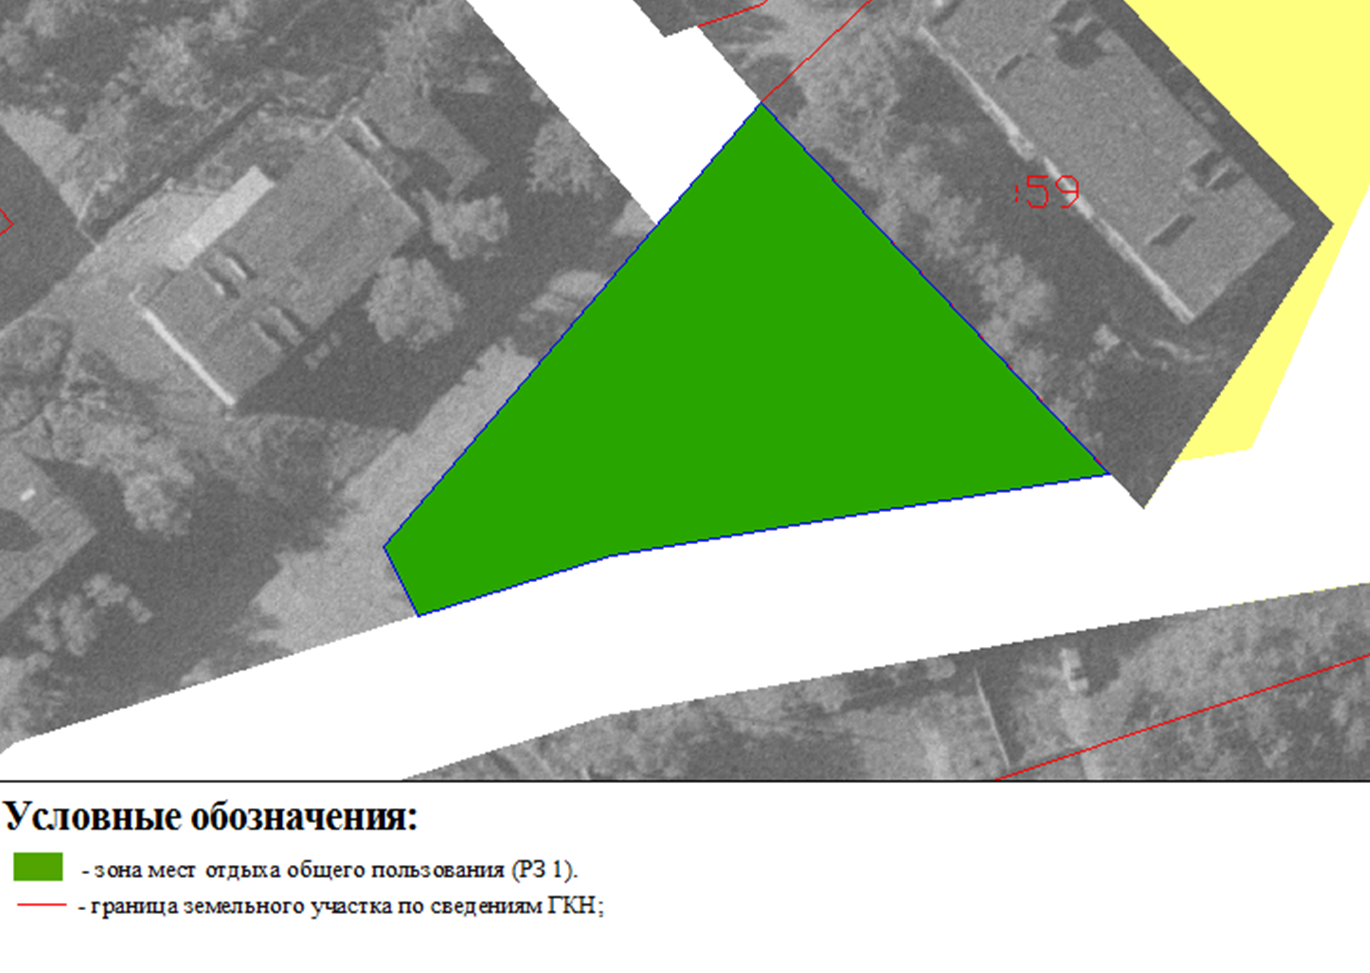 :59
Условные обозначения:
- зона мест отдыха общего пользования (РЗ 1).
- граница земельного участка по сведениям ГКН;